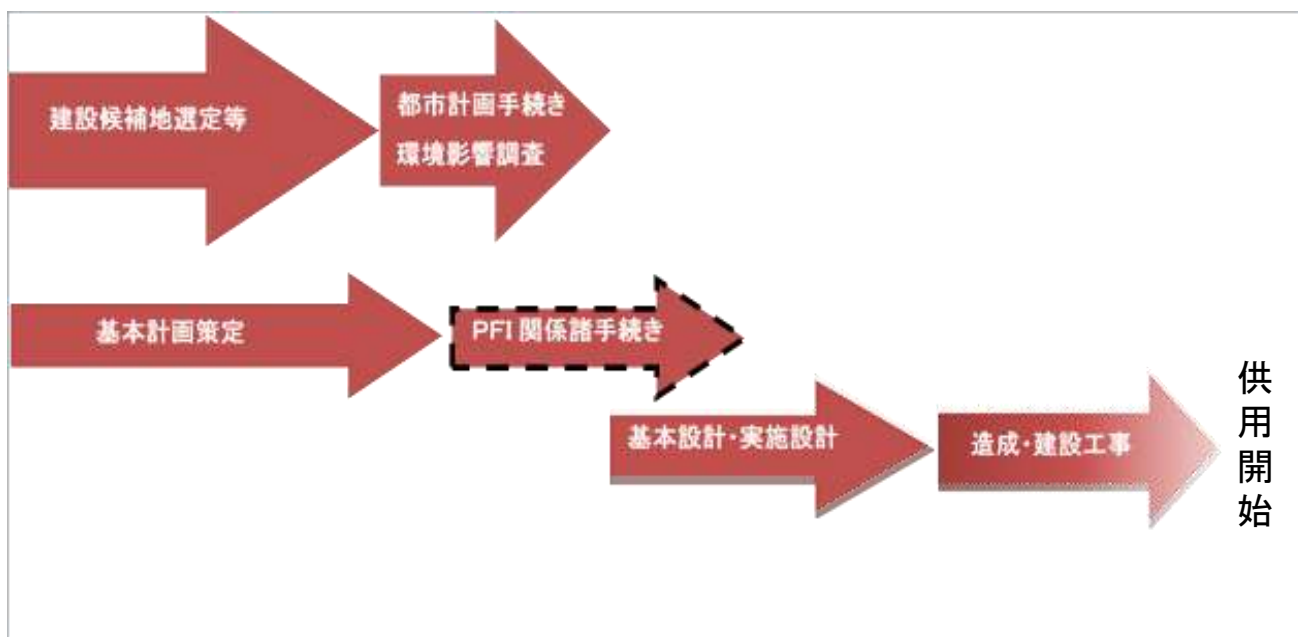 建設候補地選定等
都市計画手続き
環境影響調査
基本計画策定
PFI関係諸手続き
基本設計・実施設計
造成・建設工事
供用開始